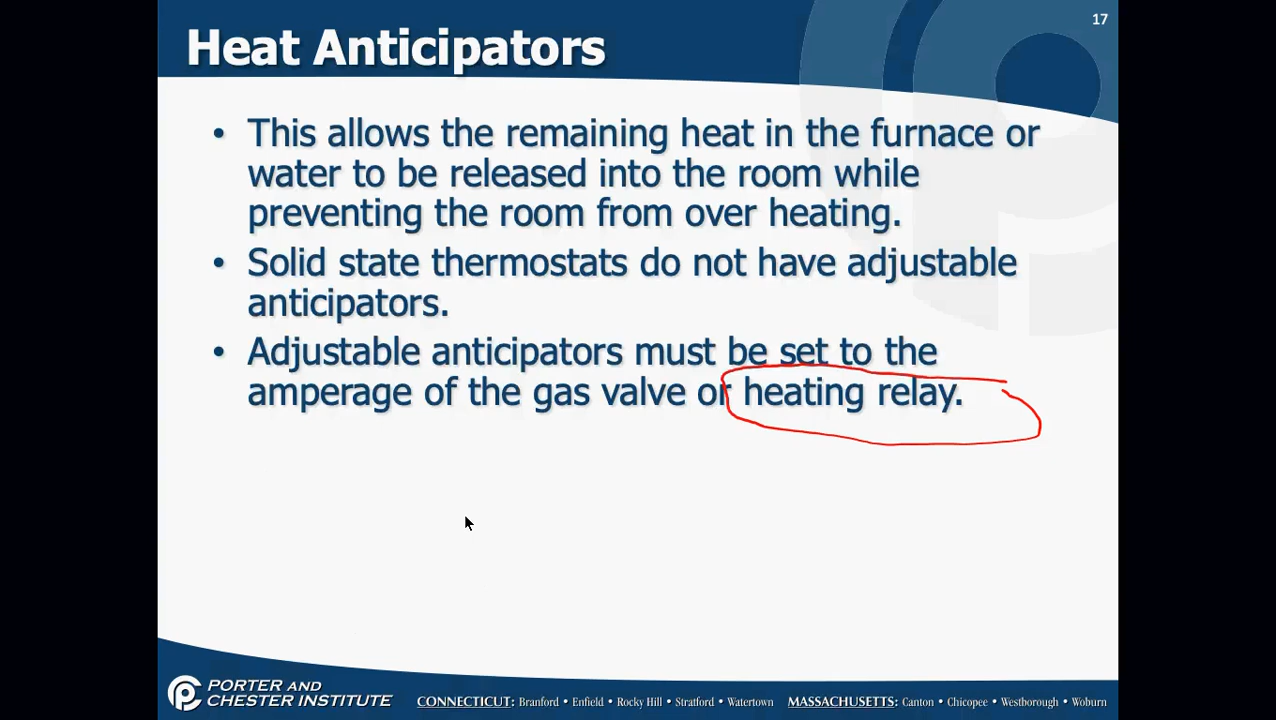 17
Heat Anticipators
• This allows the remaining heat in the furnace or
water to be released into the room while
preventing the room from over heating.
• Solid state thermostats do not have adjustable
anticipators.
• Adjustable anticipators must be set to the
amperage of the gas valve or heating relay.
PORTER AND
CHESTER INSTITUTE
CONNECTICUT: Branford • Enfield • Rocky Hill • Stratford • Watertown MASSACHUSETTS: Canton • Chicopee • Westborough • Woburn